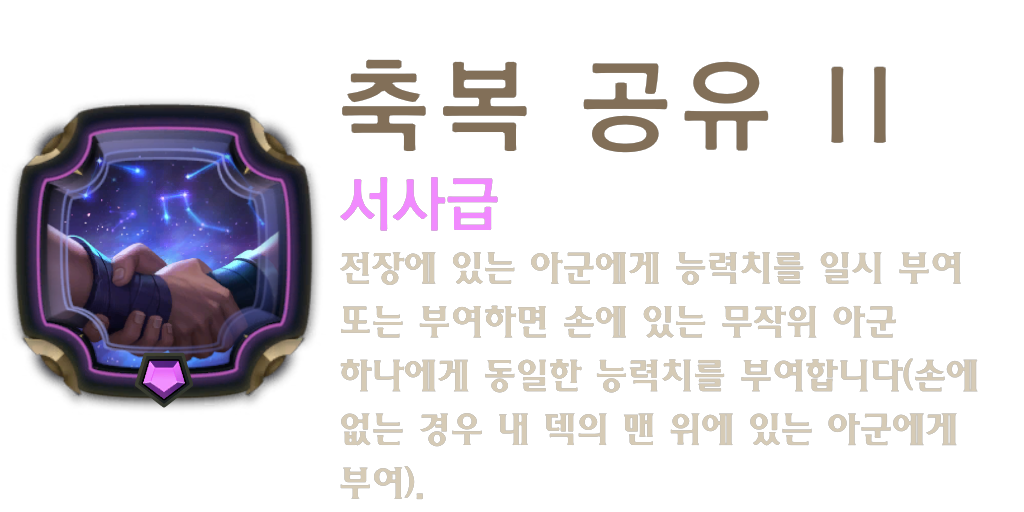 축복 공유 II
서사급
전장에 있는 아군에게 능력치를 일시 부여
또는 부여하면 손에 있는 무작위 아군
하나에게 동일한 능력치를 부여합니다(손에
없는 경우 내 덱의 맨 위에 있는 아군에게
부여).